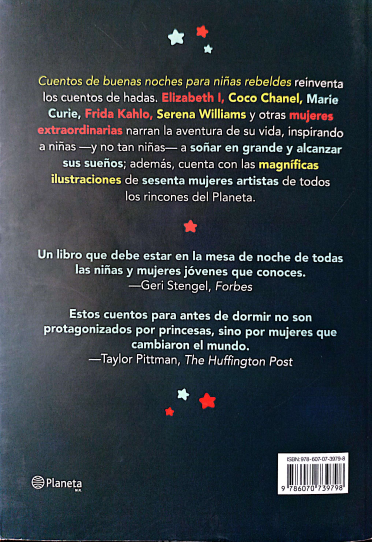 Cuentos de buenas noches para niñas rebeldes reinventa
los cuentos de hadas. Elizabeth I, Coco Chanel, Marie
Curie, Frida Kahlo, Serena Williams y otras mujeres
extraordinarias narran la aventura de su vida, inspirando
a niñas —y no tan niñas— a soñar en grande y alcanzar
sus sueños; además, cuenta con las magníficas
ilustraciones de sesenta mujeres artistas de todos
los rincones del Planeta.
Un libro que debe estar en la mesa de noche de todas
las niñas y mujeres jóvenes que conoces.
—Geri Stengel, Forbes
Estos cuentos para antes de dormir no son
protagonizados por princesas, sino por mujeres que
cambiaron el mundo.
—Taylor Pittman, The Huffington Post
ISBN: 978-607-07-3979-8
9 786070 739798
Planeta
M.R.